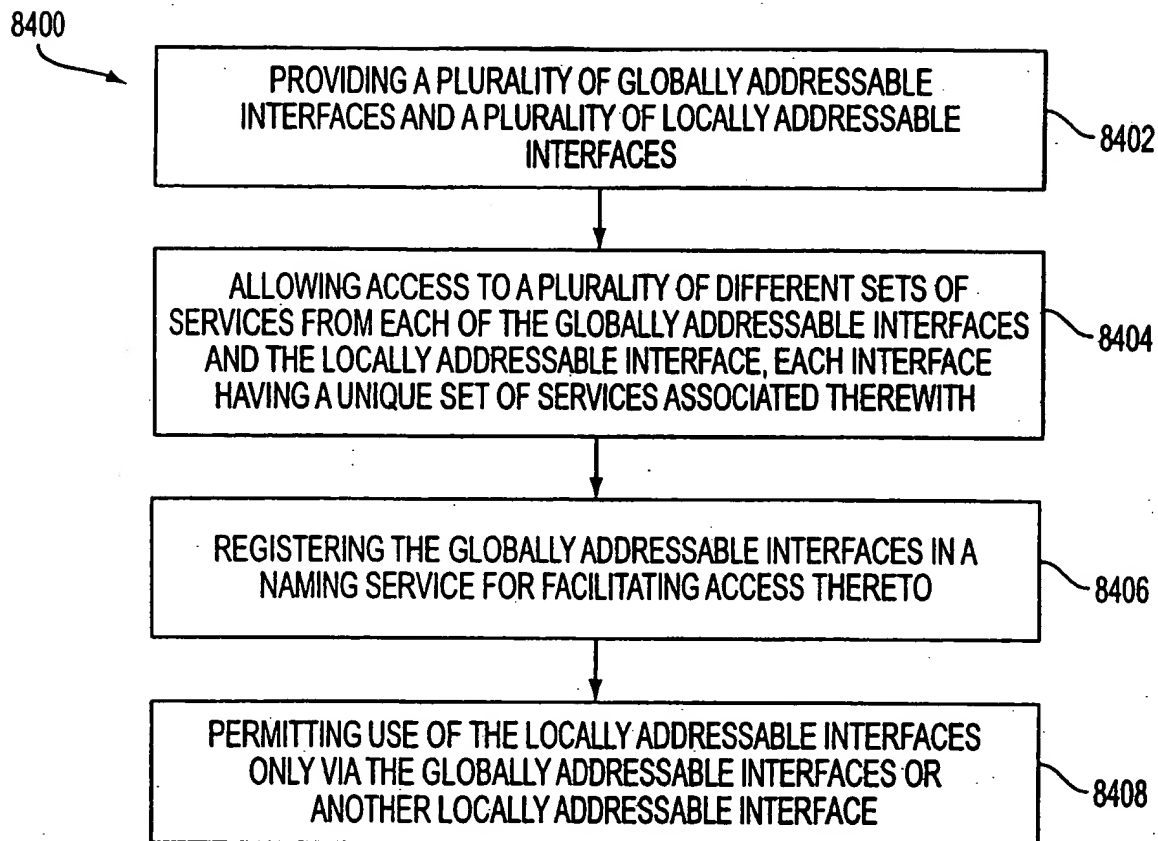 8400
PROVIDING A PLURALITY OF GLOBALLY ADDRESSABLE
INTERFACES AND A PLURALITY OF LOCALLY ADDRESSABLE
INTERFACES
8402
ALLOWING ACCESS TO A PLURALITY OF DIFFERENT SETS OF
SERVICES FROM EACH OF THE GLOBALLY ADDRESSABLE INTERFACES
AND THE LOCALLY ADDRESSABLE INTERFACE, EACH INTERFACE
HAVING A UNIQUE SET OF SERVICES ASSOCIATED THEREWITH
8404
REGISTERING THE GLOBALLY ADDRESSABLE INTERFACES IN A
NAMING SERVICE FOR FACILITATING ACCESS THERETO
8406
PERMITTING USE OF THE LOCALLY ADDRESSABLE INTERFACES
ONLY VIA THE GLOBALLY ADDRESSABLE INTERFACES OR
ANOTHER LOCALLY ADDRESSABLE INTERFACE
8408